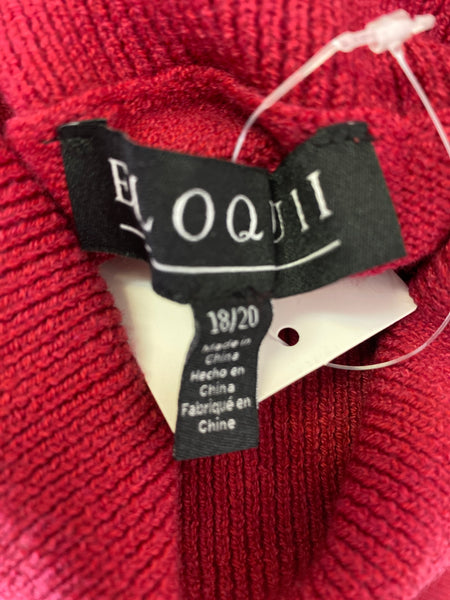 ELOQUII
18/20
Made in
China
Hecho en
China
Fabriqué en
Chine